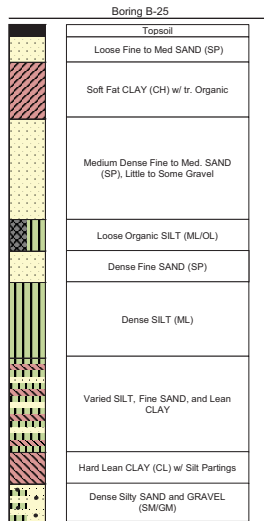 Boring B-25
Topsoil
Loose Fine to Med SAND (SP)
Soft Fat CLAY (CH) w/ tr. Organic
Medium Dense Fine to Med. SAND
(SP), Little to Some Gravel
Loose Organic SILT (ML/OL)
Dense Fine SAND (SP)
Dense SILT (ML)
Varied SILT, Fine SAND, and Lean
CLAY
Hard Lean CLAY (CL) w/ Silt Partings
Dense Silty SAND and GRAVEL
(SM/GM)